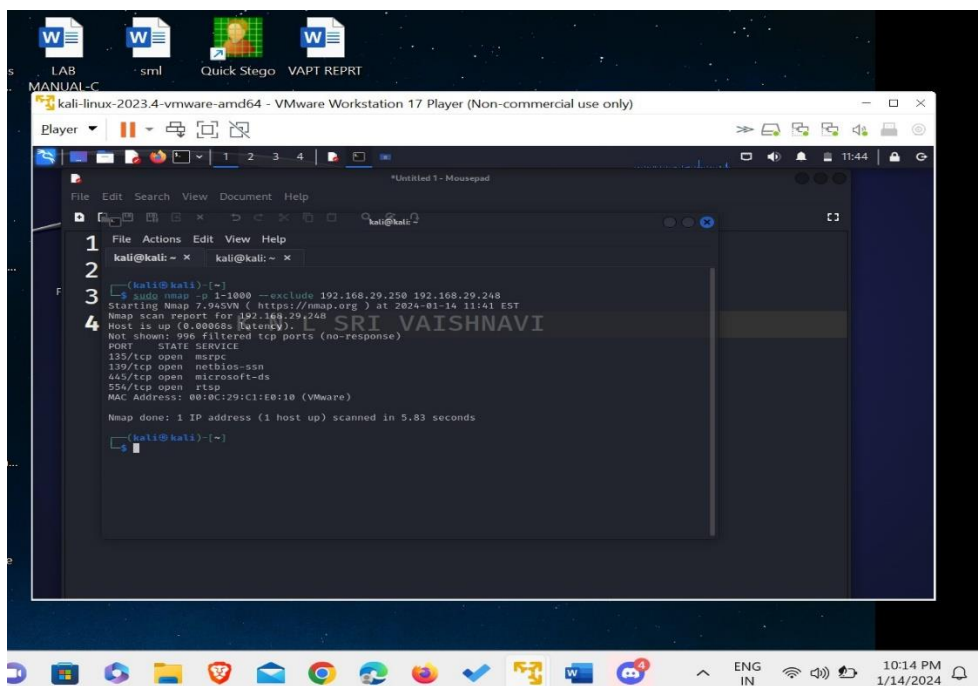 s
LAB
MANUAL-C
sml
Quick Stego
VAPT REPRT
kali-linux-2023.4-vmware-amd64 - VMware Workstation 17 Player (Non-commercial use only)
Player
1 2 3 4
11:44
*Untitled 1 - Mousepad
File Edit Search View Document Help
kali@kali: ~
File Actions Edit View Help
kali@kali: ~ × kali@kali: ~ ×
1
2
3
4
(kali㉿kali)-[~]
$ sudo nmap -p 1-1000 --exclude 192.168.29.250 192.168.29.248
Starting Nmap 7.94SVN ( https://nmap.org ) at 2024-01-14 11:41 EST
Nmap scan report for 192.168.29.248
Host is up (0.00068s latency).
L SRI VAISHNAVI
Not shown: 996 filtered tcp ports (no-response)
PORT STATE SERVICE
135/tcp open msrpc
139/tcp open netbios-ssn
445/tcp open microsoft-ds
554/tcp open rtsp
MAC Address: 00:0C:29:C1:E0:10 (VMware)
Nmap done: 1 IP address (1 host up) scanned in 5.83 seconds
(kali㉿kali)-[~]
$
F
e
4
ENG
IN
10:14 PM
1/14/2024